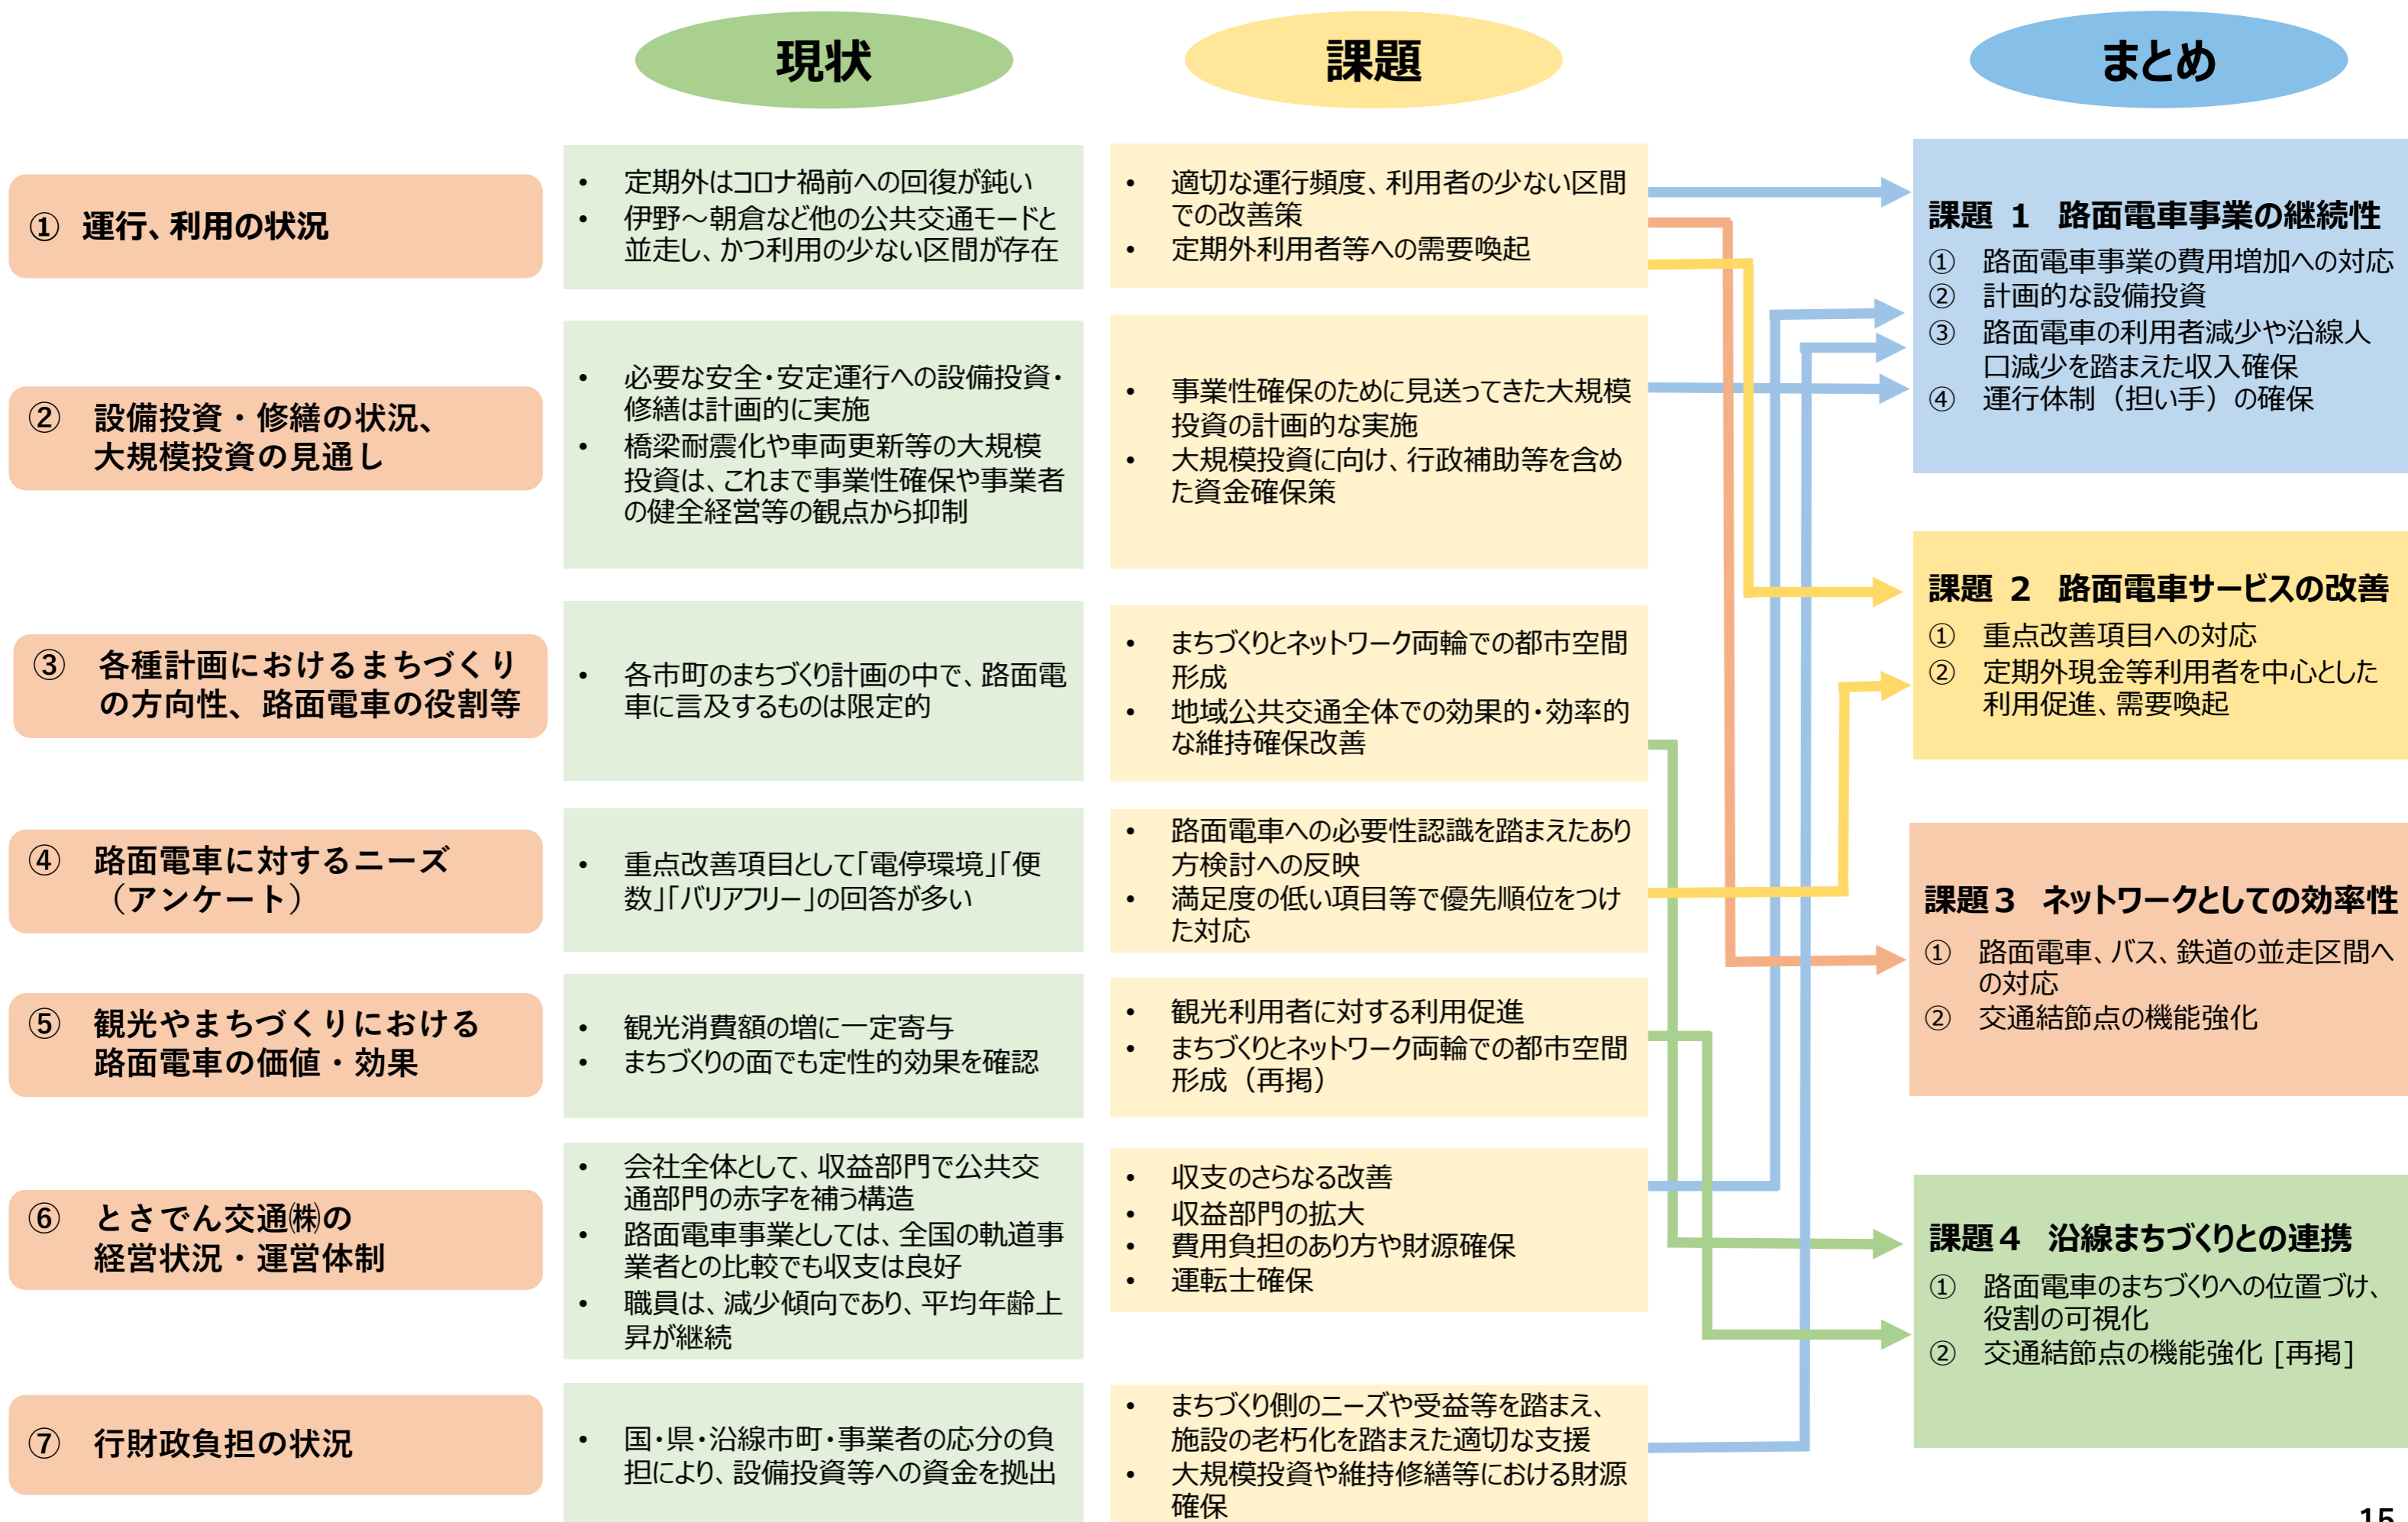 現状
課題
まとめ
① 運行、利用の状況
• 定期外はコロナ禍前への回復が鈍い
• 伊野～朝倉など他の公共交通モードと
並走し、かつ利用の少ない区間が存在
• 適切な運行頻度、利用者の少ない区間
での改善策
• 定期外利用者等への需要喚起
② 設備投資・修繕の状況、
大規模投資の見通し
• 必要な安全・安定運行への設備投資・
修繕は計画的に実施
• 橋梁耐震化や車両更新等の大規模
投資は、これまで事業性確保や事業者
の健全経営等の観点から抑制
• 事業性確保のために見送ってきた大規模
投資の計画的な実施
• 大規模投資に向け、行政補助等を含め
た資金確保策
③ 各種計画におけるまちづくり
の方向性、路面電車の役割等
• 各市町のまちづくり計画の中で、路面電
車に言及するものは限定的
• まちづくりとネットワーク両輪での都市空間
形成
• 地域公共交通全体での効果的・効率的
な維持確保改善
④ 路面電車に対するニーズ
（アンケート）
• 重点改善項目として「電停環境」「便
数」「バリアフリー」の回答が多い
• 路面電車への必要性認識を踏まえたあり
方検討への反映
• 満足度の低い項目等で優先順位をつけ
た対応
⑤ 観光やまちづくりにおける
路面電車の価値・効果
• 観光消費額の増に一定寄与
• まちづくりの面でも定性的効果を確認
• 観光利用者に対する利用促進
• まちづくりとネットワーク両輪での都市空間
形成（再掲）
⑥ とさでん交通㈱の
経営状況・運営体制
• 会社全体として、収益部門で公共交
通部門の赤字を補う構造
• 路面電車事業としては、全国の軌道事
業者との比較でも収支は良好
• 職員は、減少傾向であり、平均年齢上
昇が継続
• 収支のさらなる改善
• 収益部門の拡大
• 費用負担のあり方や財源確保
• 運転士確保
⑦ 行財政負担の状況
• 国・県・沿線市町・事業者の応分の負
担により、設備投資等への資金を拠出
• まちづくり側のニーズや受益等を踏まえ、
施設の老朽化を踏まえた適切な支援
• 大規模投資や維持修繕等における財源
確保
課題 1 路面電車事業の継続性
① 路面電車事業の費用増加への対応
② 計画的な設備投資
③ 路面電車の利用者減少や沿線人
口減少を踏まえた収入確保
④ 運行体制（担い手）の確保
課題 2 路面電車サービスの改善
① 重点改善項目への対応
② 定期外現金等利用者を中心とした
利用促進、需要喚起
課題３ ネットワークとしての効率性
① 路面電車、バス、鉄道の並走区間へ
の対応
② 交通結節点の機能強化
課題４ 沿線まちづくりとの連携
① 路面電車のまちづくりへの位置づけ、
役割の可視化
② 交通結節点の機能強化 [再掲]
15